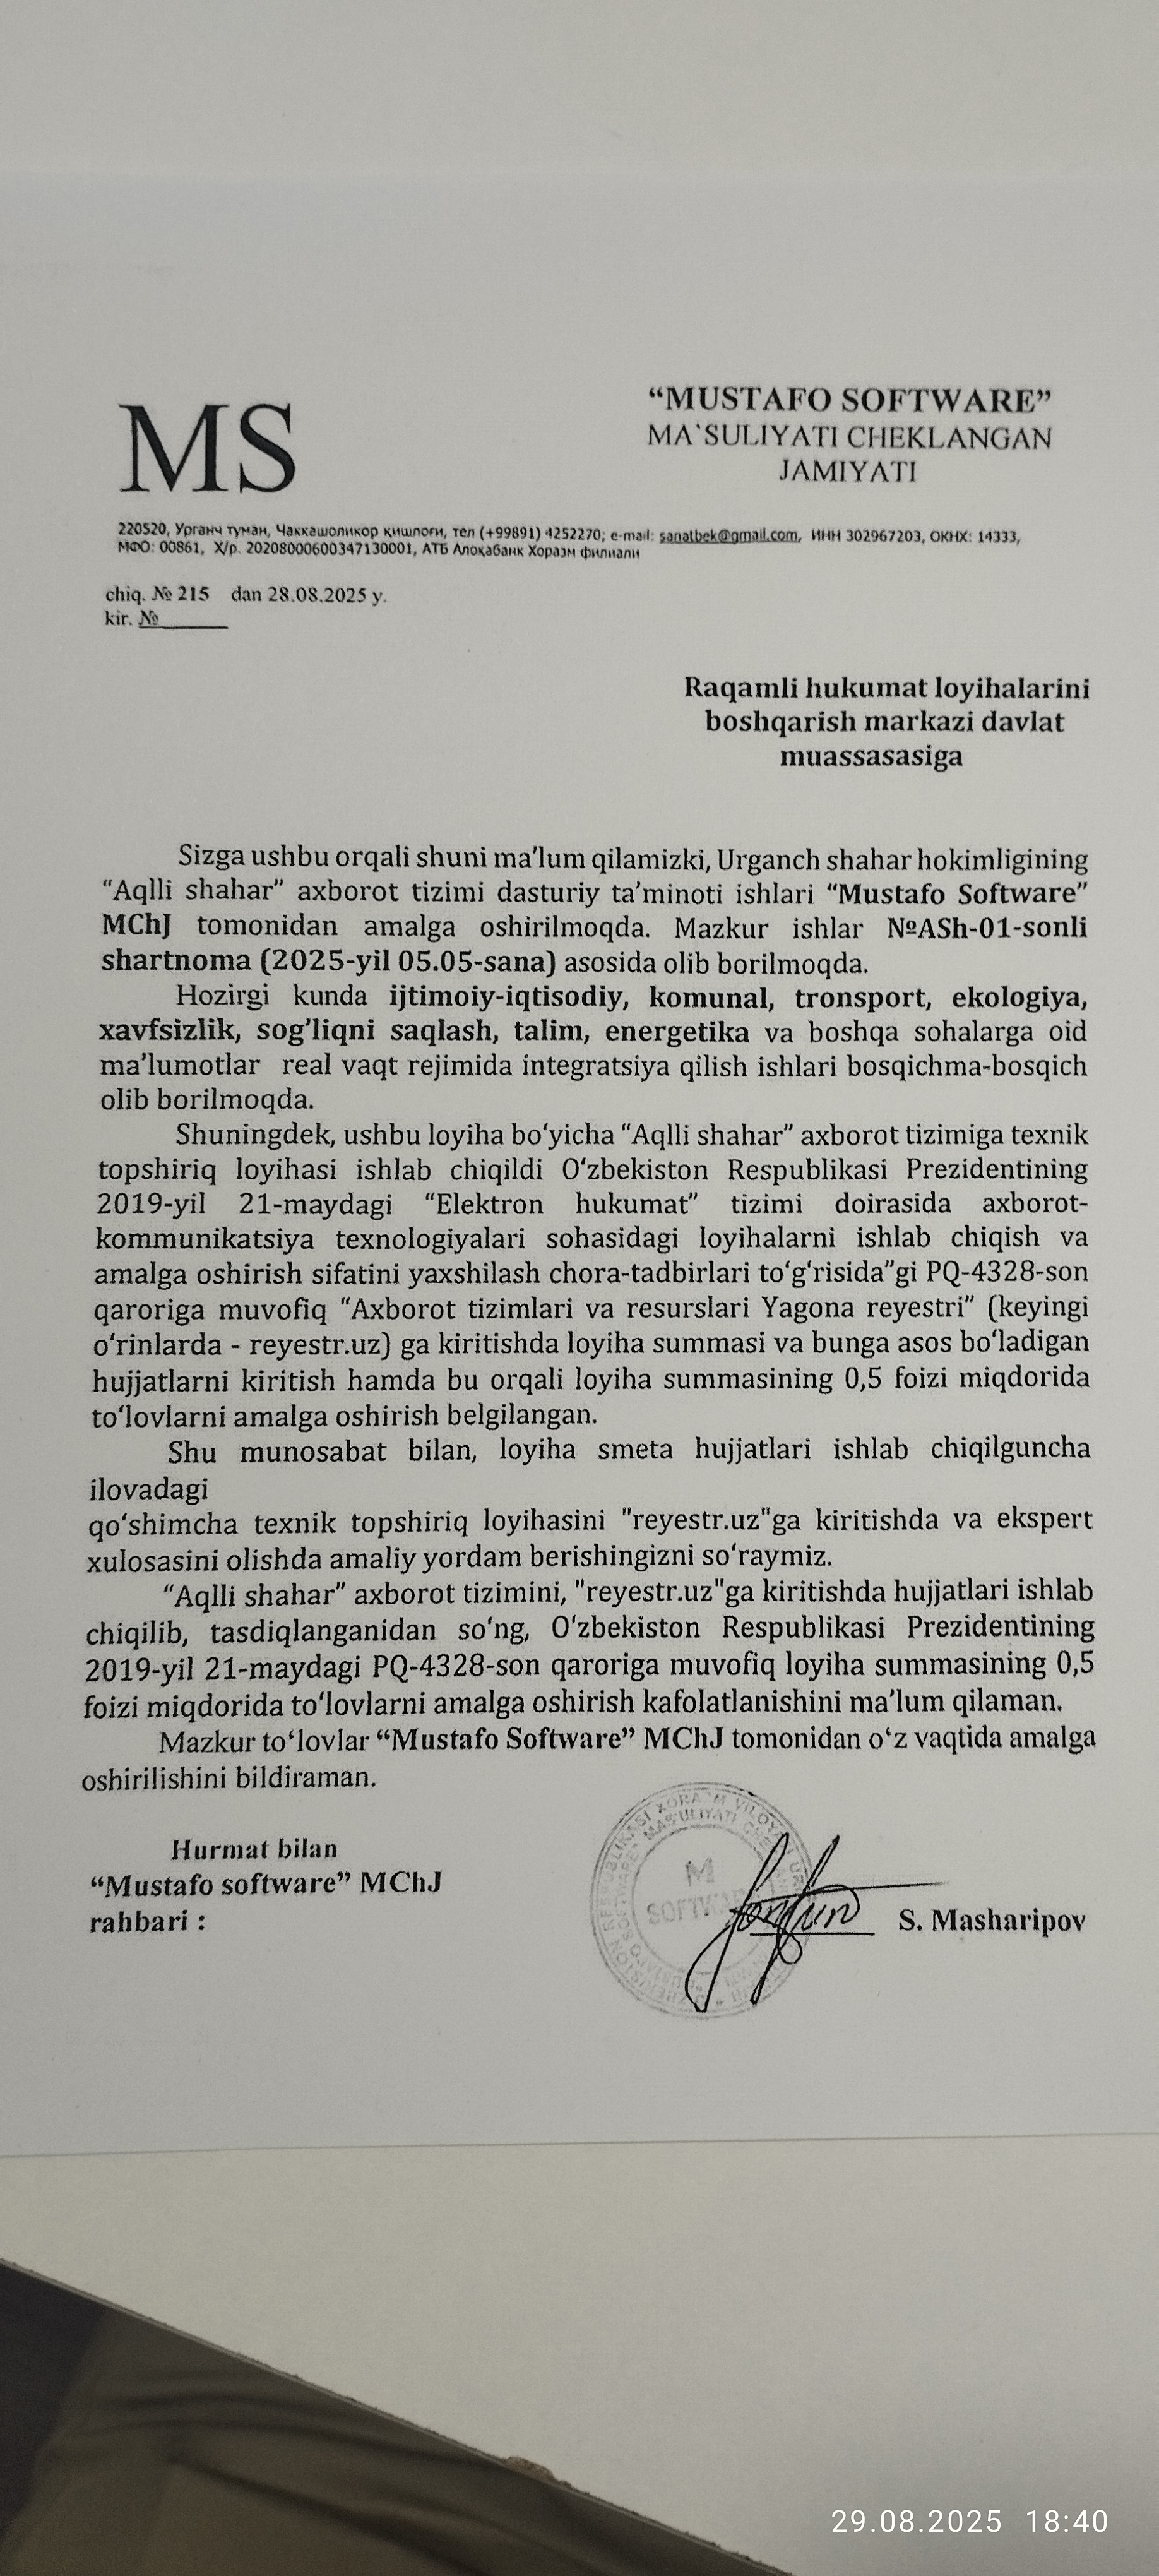 MS
“MUSTAFO SOFTWARE”
MA`SULIYATI CHEKLANGAN
JAMIYATI
220520, Урганч туман, Чаккашоликор қишлоғи, тел (+99891) 4252270; e-mail: sanatbek@gmail.com, ИНН 302967203, ОКНХ: 14333,
МФО: 00861, Х/р. 20208000600347130001, АТБ Алоқабанк Хоразм филиали
chiq. № 215 dan 28.08.2025 y.
kir. №______
Raqamli hukumat loyihalarini
boshqarish markazi davlat
muassasasiga
Sizga ushbu orqali shuni ma’lum qilamizki, Urganch shahar hokimligining
“Aqlli shahar” axborot tizimi dasturiy ta’minoti ishlari “Mustafo Software”
MChJ tomonidan amalga oshirilmoqda. Mazkur ishlar №ASh-01-sonli
shartnoma (2025-yil 05.05-sana) asosida olib borilmoqda.
Hozirgi kunda ijtimoiy-iqtisodiy, komunal, tronsport, ekologiya,
xavfsizlik, sog’liqni saqlash, talim, energetika va boshqa sohalarga oid
ma’lumotlar real vaqt rejimida integratsiya qilish ishlari bosqichma-bosqich
olib borilmoqda.
Shuningdek, ushbu loyiha bo‘yicha “Aqlli shahar” axborot tizimiga texnik
topshiriq loyihasi ishlab chiqildi O‘zbekiston Respublikasi Prezidentining
2019-yil 21-maydagi “Elektron hukumat” tizimi doirasida axborot-
kommunikatsiya texnologiyalari sohasidagi loyihalarni ishlab chiqish va
amalga oshirish sifatini yaxshilash chora-tadbirlari to‘g‘risida”gi PQ-4328-son
qaroriga muvofiq “Axborot tizimlari va resurslari Yagona reyestri” (keyingi
o‘rinlarda - reyestr.uz) ga kiritishda loyiha summasi va bunga asos bo‘ladigan
hujjatlarni kiritish hamda bu orqali loyiha summasining 0,5 foizi miqdorida
to‘lovlarni amalga oshirish belgilangan.
Shu munosabat bilan, loyiha smeta hujjatlari ishlab chiqilguncha
ilovadagi
qo‘shimcha texnik topshiriq loyihasini "reyestr.uz"ga kiritishda va ekspert
xulosasini olishda amaliy yordam berishingizni so‘raymiz.
“Aqlli shahar” axborot tizimini, "reyestr.uz"ga kiritishda hujjatlari ishlab
chiqilib, tasdiqlanganidan so‘ng, O‘zbekiston Respublikasi Prezidentining
2019-yil 21-maydagi PQ-4328-son qaroriga muvofiq loyiha summasining 0,5
foizi miqdorida to‘lovlarni amalga oshirish kafolatlanishini ma’lum qilaman.
Mazkur to‘lovlar “Mustafo Software” MChJ tomonidan o‘z vaqtida amalga
oshirilishini bildiraman.
Hurmat bilan
“Mustafo software” MChJ
rahbari :
M
SOFTWAR
S. Masharipov
29.08.2025 18:40